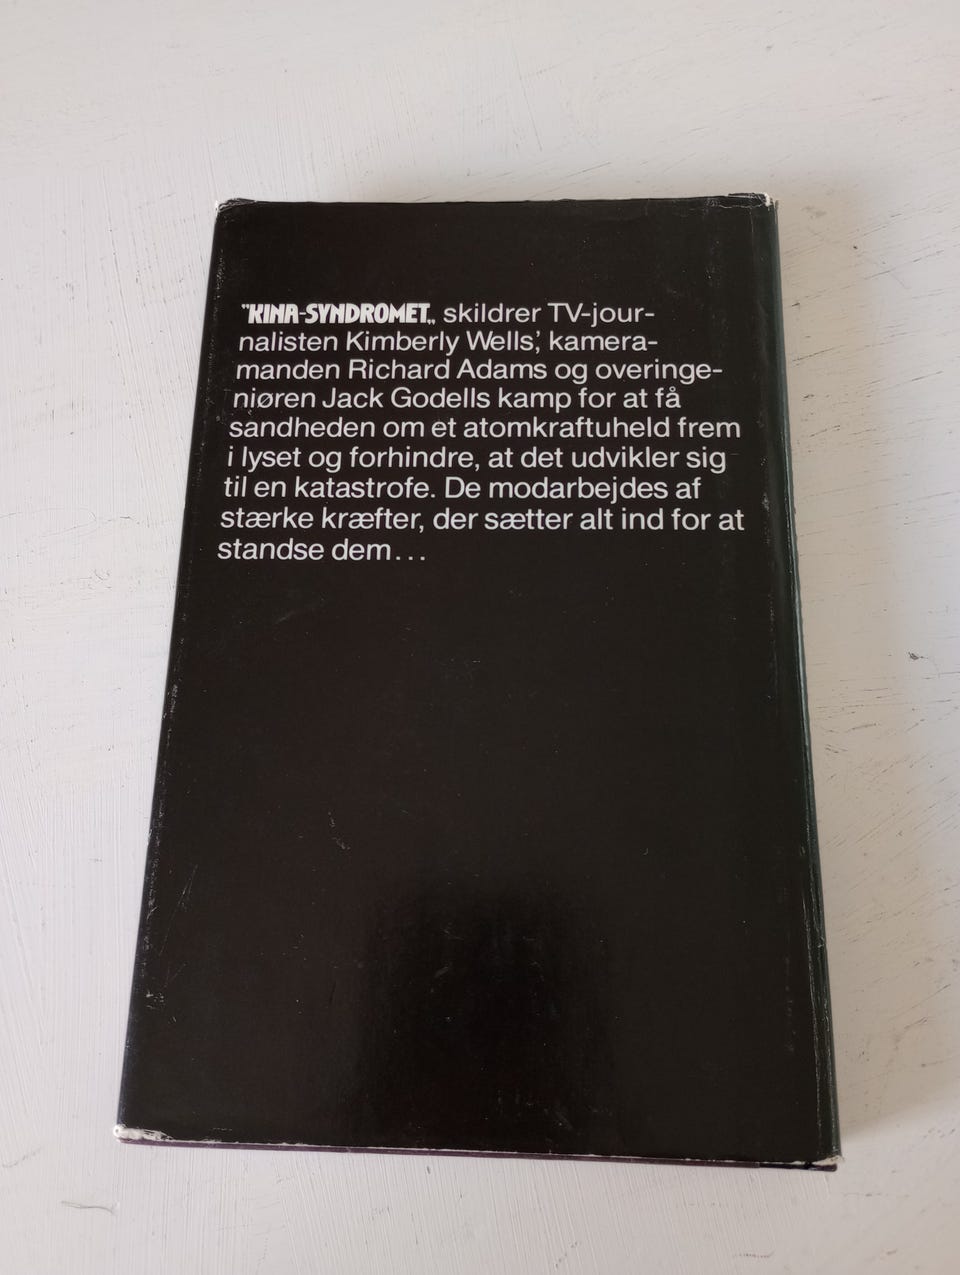 "KINA-SYNDROMET„ skildrer TV-jour-
nalisten Kimberly Wells,' kamera-
manden Richard Adams og overinge-
niøren Jack Godells kamp for at få
sandheden om et atomkraftuheld frem
i lyset og forhindre, at det udvikler sig
til en katastrofe. De modarbejdes af
stærke kræfter, der sætter alt ind for at
standse dem...